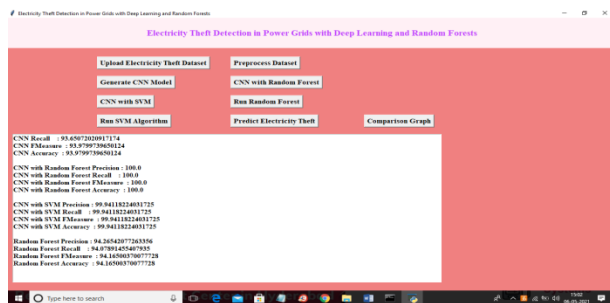 Electricity Theft Detection in Power Grids with Deep Learning and Random Forests
Electricity Theft Detection in Power Grids with Deep Learning and Random Forests
Upload Electricity Theft Dataset Preprocess Dataset
Generate CNN Model CNN with Random Forest
CNN with SVM Run Random Forest
Run SVM Algorithm Predict Electricity Theft Comparison Graph
CNN Recall : 93.65072020917174
CNN FMeasure : 93.9799739650124
CNN Accuracy : 93.9799739650124
CNN with Random Forest Precision : 100.0
CNN with Random Forest Recall : 100.0
CNN with Random Forest FMeasure : 100.0
CNN with Random Forest Accuracy : 100.0
CNN with SVM Precision : 99.94118224031725
CNN with SVM Recall : 99.94118224031725
CNN with SVM FMeasure : 99.94118224031725
CNN with SVM Accuracy : 99.94118224031725
Random Forest Precision : 94.26542077263356
Random Forest Recall : 94.07891455407935
Random Forest FMeasure : 94.16500370077728
Random Forest Accuracy : 94.16500370077728
Type here to search
15:02
06-05-2021